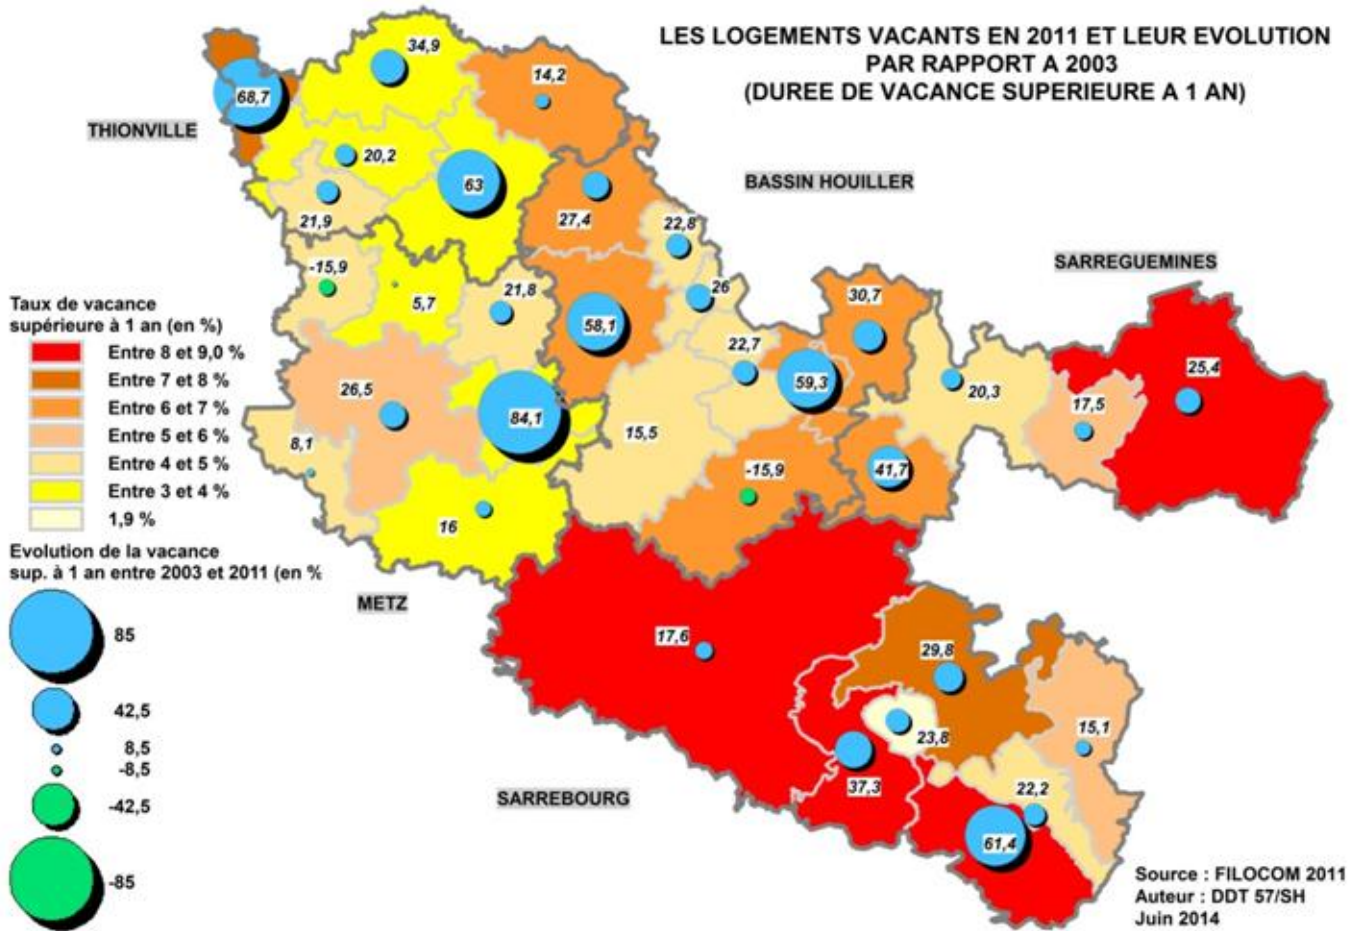 LES LOGEMENTS VACANTS EN 2011 ET LEUR EVOLUTION
PAR RAPPORT A 2003
(DUREE DE VACANCE SUPERIEURE A 1 AN)
34,9
14,2
68,7
THIONVILLE
20,2
63
BASSIN HOUILLER
21,9
27,4
22,8
-15,9
5,7
21,8
26
SARREGUEMINES
30,7
58,1
22,7
59,3
20,3
25,4
17,5
26,5
84,1
15,5
8,1
-15,9
41,7
16
METZ
17,6
29,8
23,8
15,1
37,3
22,2
61,4
SARREBOURG
Taux de vacance
supérieure à 1 an (en %)
Entre 8 et 9,0 %
Entre 7 et 8 %
Entre 6 et 7 %
Entre 5 et 6 %
Entre 4 et 5 %
Entre 3 et 4 %
1,9 %
Evolution de la vacance
sup. à 1 an entre 2003 et 2011 (en %
85
42,5
8,5
-8,5
-42,5
-85
Source : FILOCOM 2011
Auteur : DDT 57/SH
Juin 2014